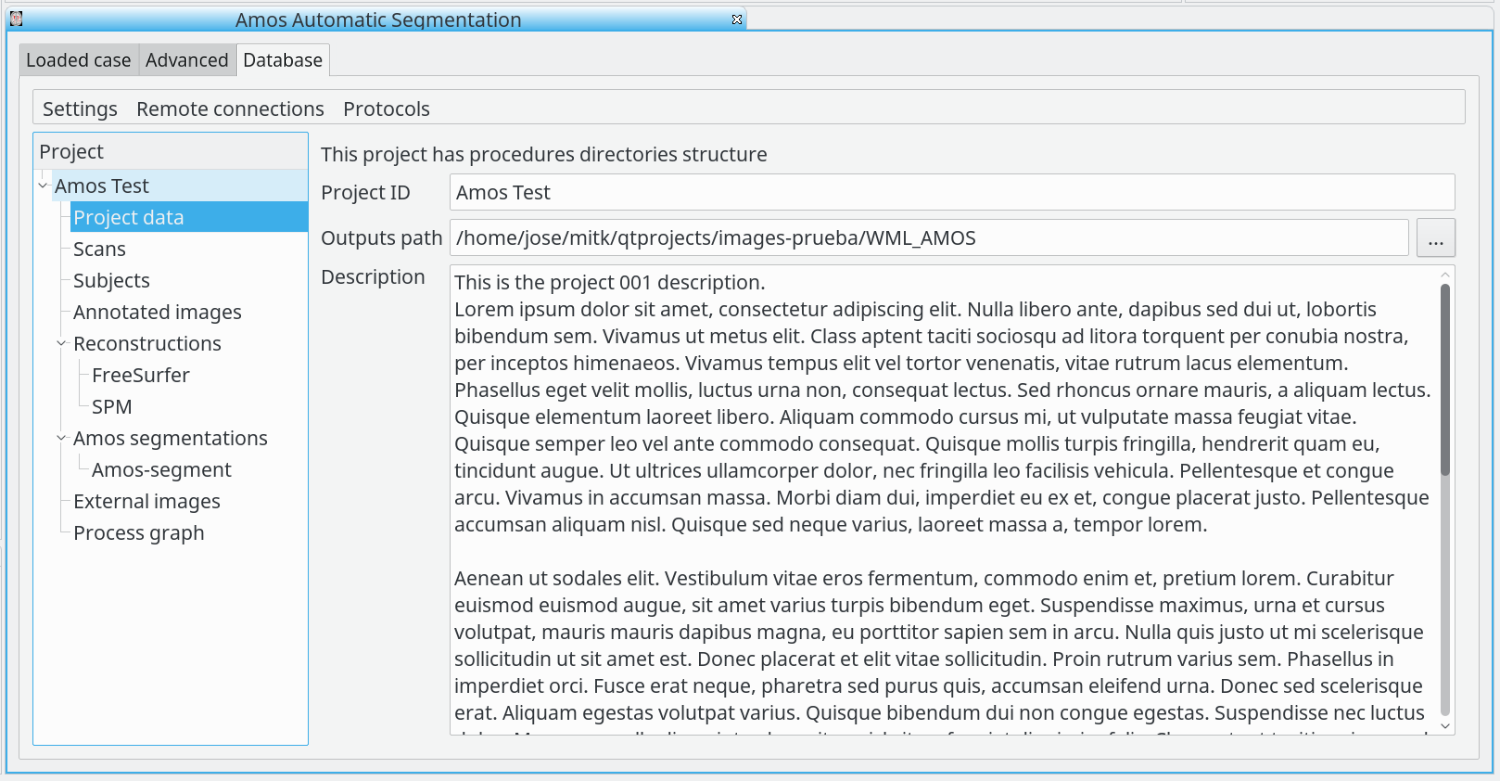 Amos Automatic Segmentation
Loaded case Advanced Database
Settings Remote connections Protocols
Project
Amos Test
Project data
Scans
Subjects
Annotated images
Reconstructions
FreeSurfer
SPM
Amos segmentations
Amos-segment
External images
Process graph
This project has procedures directories structure
Project ID Amos Test
Outputs path /home/jose/mitk/qtprojects/images-prueba/WML_AMOS ...
Description
This is the project 001 description.
Lorem ipsum dolor sit amet, consectetur adipiscing elit. Nulla libero ante, dapibus sed dui ut, lobortis
bibendum sem. Vivamus ut metus elit. Class aptent taciti sociosqu ad litora torquent per conubia nostra,
per inceptos himenaeos. Vivamus tempus elit vel tortor venenatis, vitae rutrum lacus elementum.
Phasellus eget velit mollis, luctus urna non, consequat lectus. Sed rhoncus ornare mauris, a aliquam lectus.
Quisque elementum laoreet libero. Aliquam commodo cursus mi, ut vulputate massa feugiat vitae.
Quisque semper leo vel ante commodo consequat. Quisque mollis turpis fringilla, hendrerit quam eu,
tincidunt augue. Ut ultrices ullamcorper dolor, nec fringilla leo facilisis vehicula. Pellentesque et congue
arcu. Vivamus in accumsan massa. Morbi diam dui, imperdiet eu ex et, congue placerat justo. Pellentesque
accumsan aliquam nisl. Quisque sed neque varius, laoreet massa a, tempor lorem.
Aenean ut sodales elit. Vestibulum vitae eros fermentum, commodo enim et, pretium lorem. Curabitur
euismod euismod augue, sit amet varius turpis bibendum eget. Suspendisse maximus, urna et cursus
volutpat, mauris mauris dapibus magna, eu porttitor sapien sem in arcu. Nulla quis justo ut mi scelerisque
sollicitudin ut sit amet est. Donec placerat et elit vitae sollicitudin. Proin rutrum varius sem. Phasellus in
imperdiet orci. Fusce erat neque, pharetra sed purus quis, accumsan eleifend urna. Donec sed scelerisque
erat. Aliquam egestas volutpat varius. Quisque bibendum dui non congue egestas. Suspendisse nec luctus